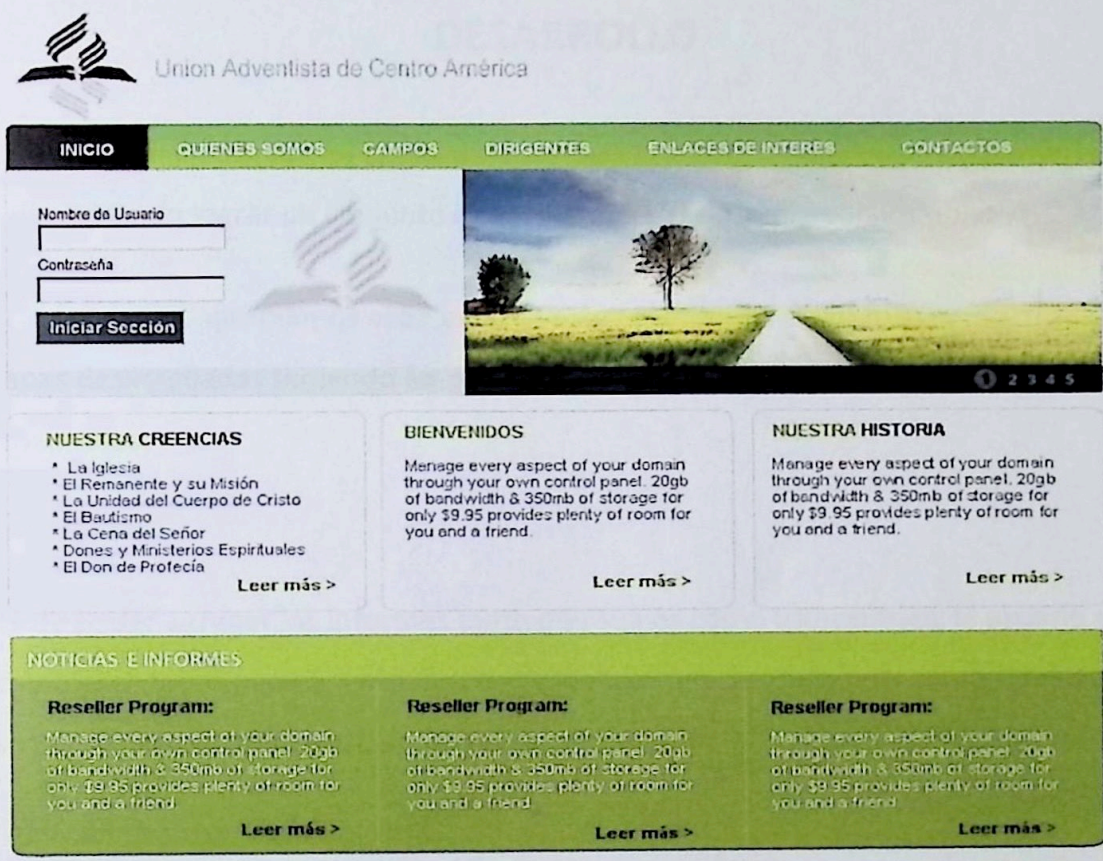 Union Adventista de Centro América
INICIO QUIENES SOMOS CAMPOS DIRIGENTES ENLACES DE INTERES CONTACTOS
Nombre de Usuario
Contraseña
Iniciar Sección
1 2 3 4 5
NUESTRA CREENCIAS
* La Iglesia
* El Remanente y su Misión
* La Unidad del Cuerpo de Cristo
* El Bautismo
* La Cena del Señor
* Dones y Ministerios Espirituales
* El Don de Profecía
Leer más >
BIENVENIDOS
Manage every aspect of your domain
through your own control panel. 20gb
of bandwidth & 350mb of storage for
only $9.95 provides plenty of room for
you and a friend.
Leer más >
NUESTRA HISTORIA
Manage every aspect of your domain
through your own control panel. 20gb
of bandwidth & 350mb of storage for
only $9.95 provides plenty of room for
you and a friend.
Leer más >
NOTICIAS E INFORMES
Reseller Program:
Manage every aspect of your domain
through your own control panel. 20gb
of bandwidth & 350mb of storage for
only $9.95 provides plenty of room for
you and a friend.
Leer más >
Reseller Program:
Manage every aspect of your domain
through your own control panel. 20gb
of bandwidth & 350mb of storage for
only $9.95 provides plenty of room for
you and a friend.
Leer más >
Reseller Program:
Manage every aspect of your domain
through your own control panel. 20gb
of bandwidth & 350mb of storage for
only $9.95 provides plenty of room for
you and a friend.
Leer más >